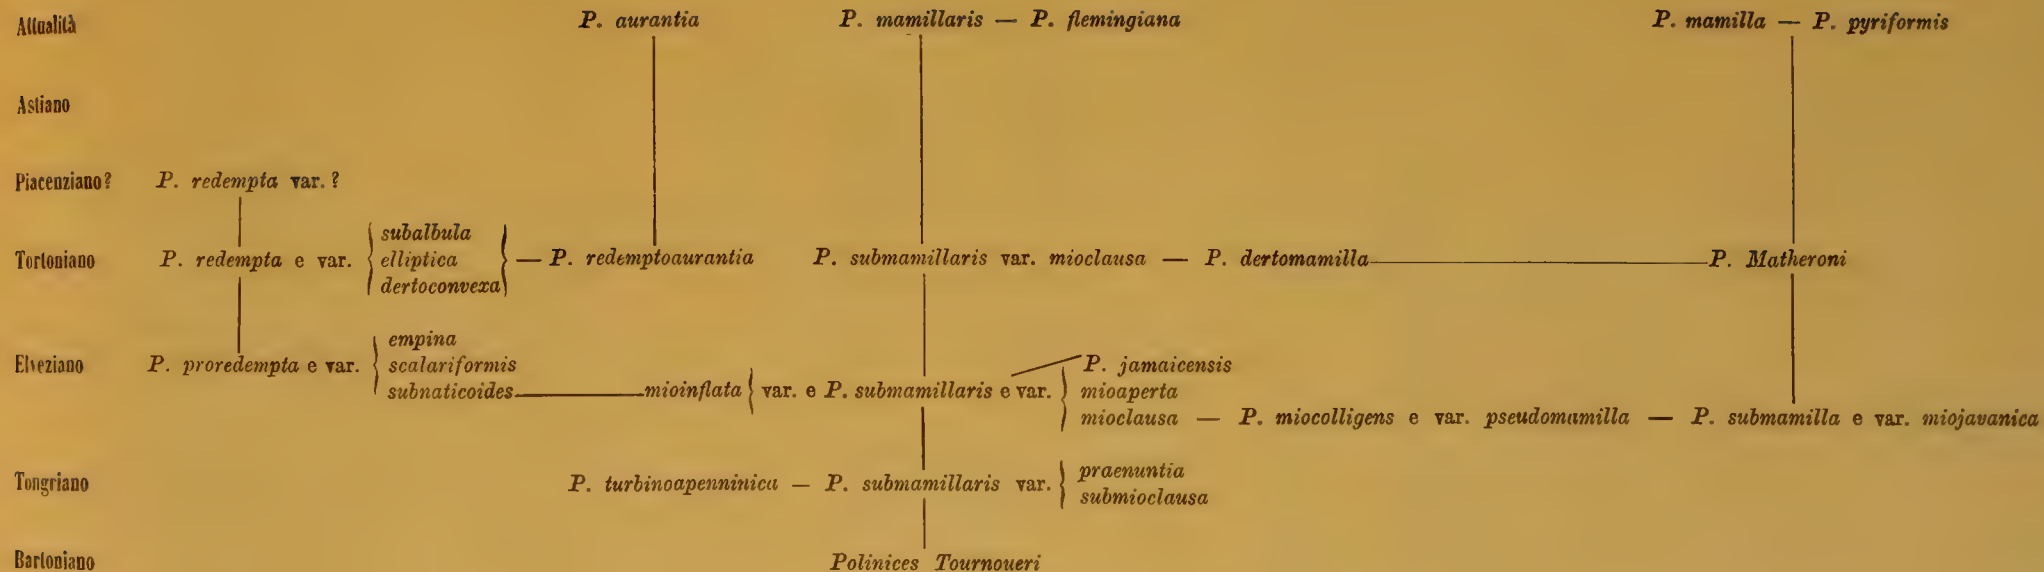 Attualità P. aurantia P. mamillaris — P. flemingiana P. mamilla — P. pyriformis
Astiano
Piacenziano? P. redempta var. ?
Tortoniano P. redempta e var. { subalbula elliptica dertoconvexa } — P. redemptoaurantia P. submamillaris var. mioclausa — P. dertomamilla — P. Matheroni
Elveziano P. proredempta e var. { empina scalariformis subnaticoides — mioinflata } var. e P. submamillaris e var. } P. jamaicensis mioaperta mioclausa — P. miocolligens e var. pseudomamilla — P. submamilla e var. miojavanica
Tongriano P. turbinoapenninica — P. submamillaris var. } praenuntia submioclausa
Bartoniano Polinices Tournoueri